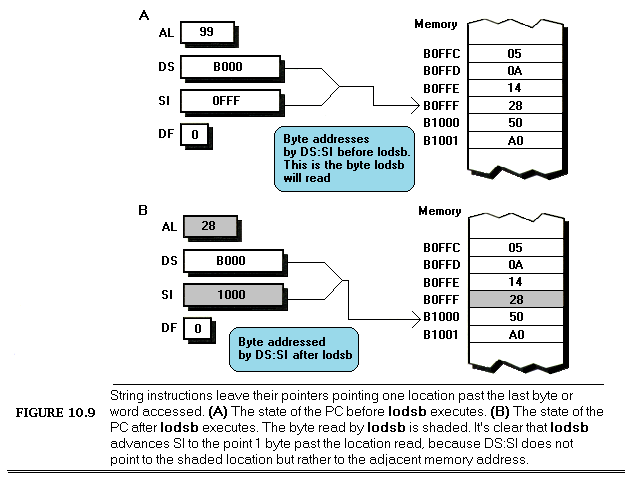 A
AL 99
Memory
DS B000
B0FFC 05
B0FFD 0A
B0FFE 14
SI 0FFF
B0FFF 28
B1000 50
DF 0
B1001 A0
Byte addresses
by DS:SI before lodsb.
This is the byte lodsb
will read
B
AL 28
Memory
DS B000
B0FFC 05
B0FFD 0A
B0FFE 14
SI 1000
B0FFF 28
B1000 50
DF 0
B1001 A0
Byte addressed
by DS:SI after lodsb
FIGURE 10.9
String instructions leave their pointers pointing one location past the last byte or
word accessed. (A) The state of the PC before lodsb executes. (B) The state of the
PC after lodsb executes. The byte read by lodsb is shaded. It's clear that lodsb
advances SI to the point 1 byte past the location read, because DS:SI does not
point to the shaded location but rather to the adjacent memory address.